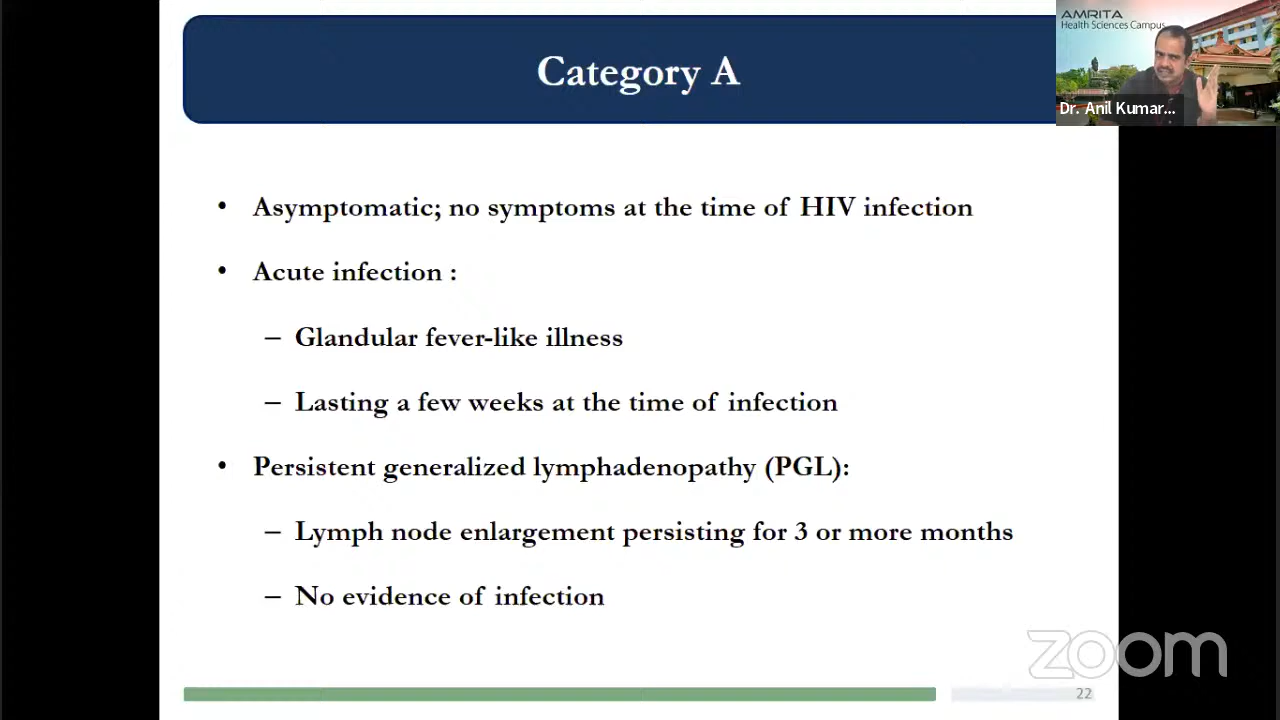 Category A
AMRITA
Health Sciences Campus
Dr. Anil Kumar...
• Asymptomatic; no symptoms at the time of HIV infection
• Acute infection :
– Glandular fever-like illness
– Lasting a few weeks at the time of infection
• Persistent generalized lymphadenopathy (PGL):
– Lymph node enlargement persisting for 3 or more months
– No evidence of infection
zoom
22